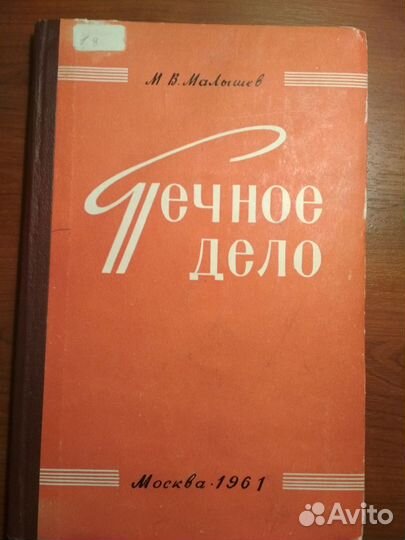 М. В. Малышев
Печное
дело
Москва · 1961
Avito